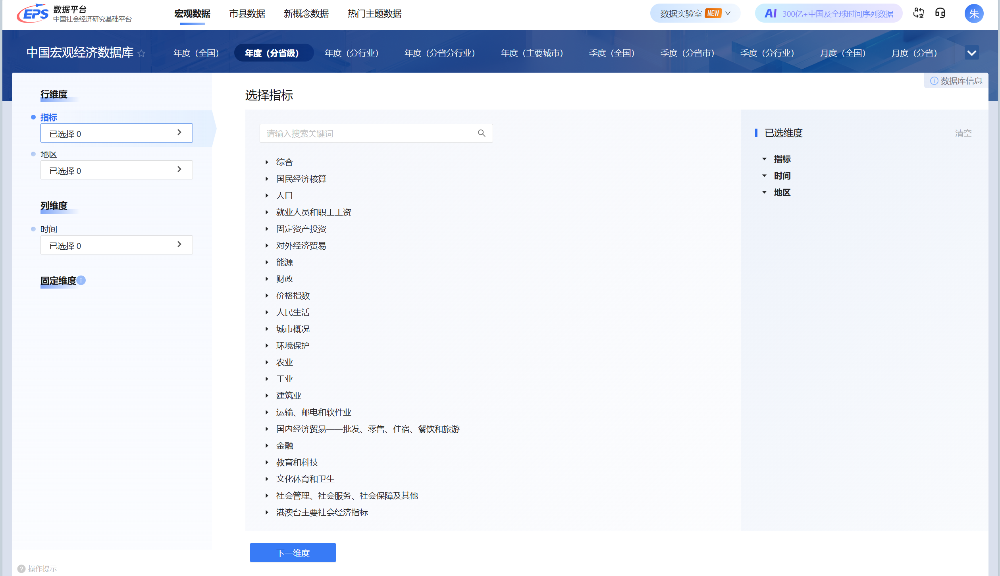 EPS 数据平台
中国社会经济研究基础平台
宏观数据 市县数据 新概念数据 热门主题数据
数据实验室 NEW
AI 300亿+中国及全球时间序列数据
朱
中国宏观经济数据库
年度（全国） 年度（分省级） 年度（分行业） 年度（分省分行业） 年度（主要城市） 季度（全国） 季度（分省市） 季度（分行业） 月度（全国） 月度（分省）
数据库信息
行维度
指标
已选择 0
地区
已选择 0
列维度
时间
已选择 0
固定维度
选择指标
请输入搜索关键词
综合
国民经济核算
人口
就业人员和职工工资
固定资产投资
对外经济贸易
能源
财政
价格指数
人民生活
城市概况
环境保护
农业
工业
建筑业
运输、邮电和软件业
国内经济贸易——批发、零售、住宿、餐饮和旅游
金融
教育和科技
文化体育和卫生
社会管理、社会服务、社会保障及其他
港澳台主要社会经济指标
已选维度
清空
指标
时间
地区
下一维度
操作提示